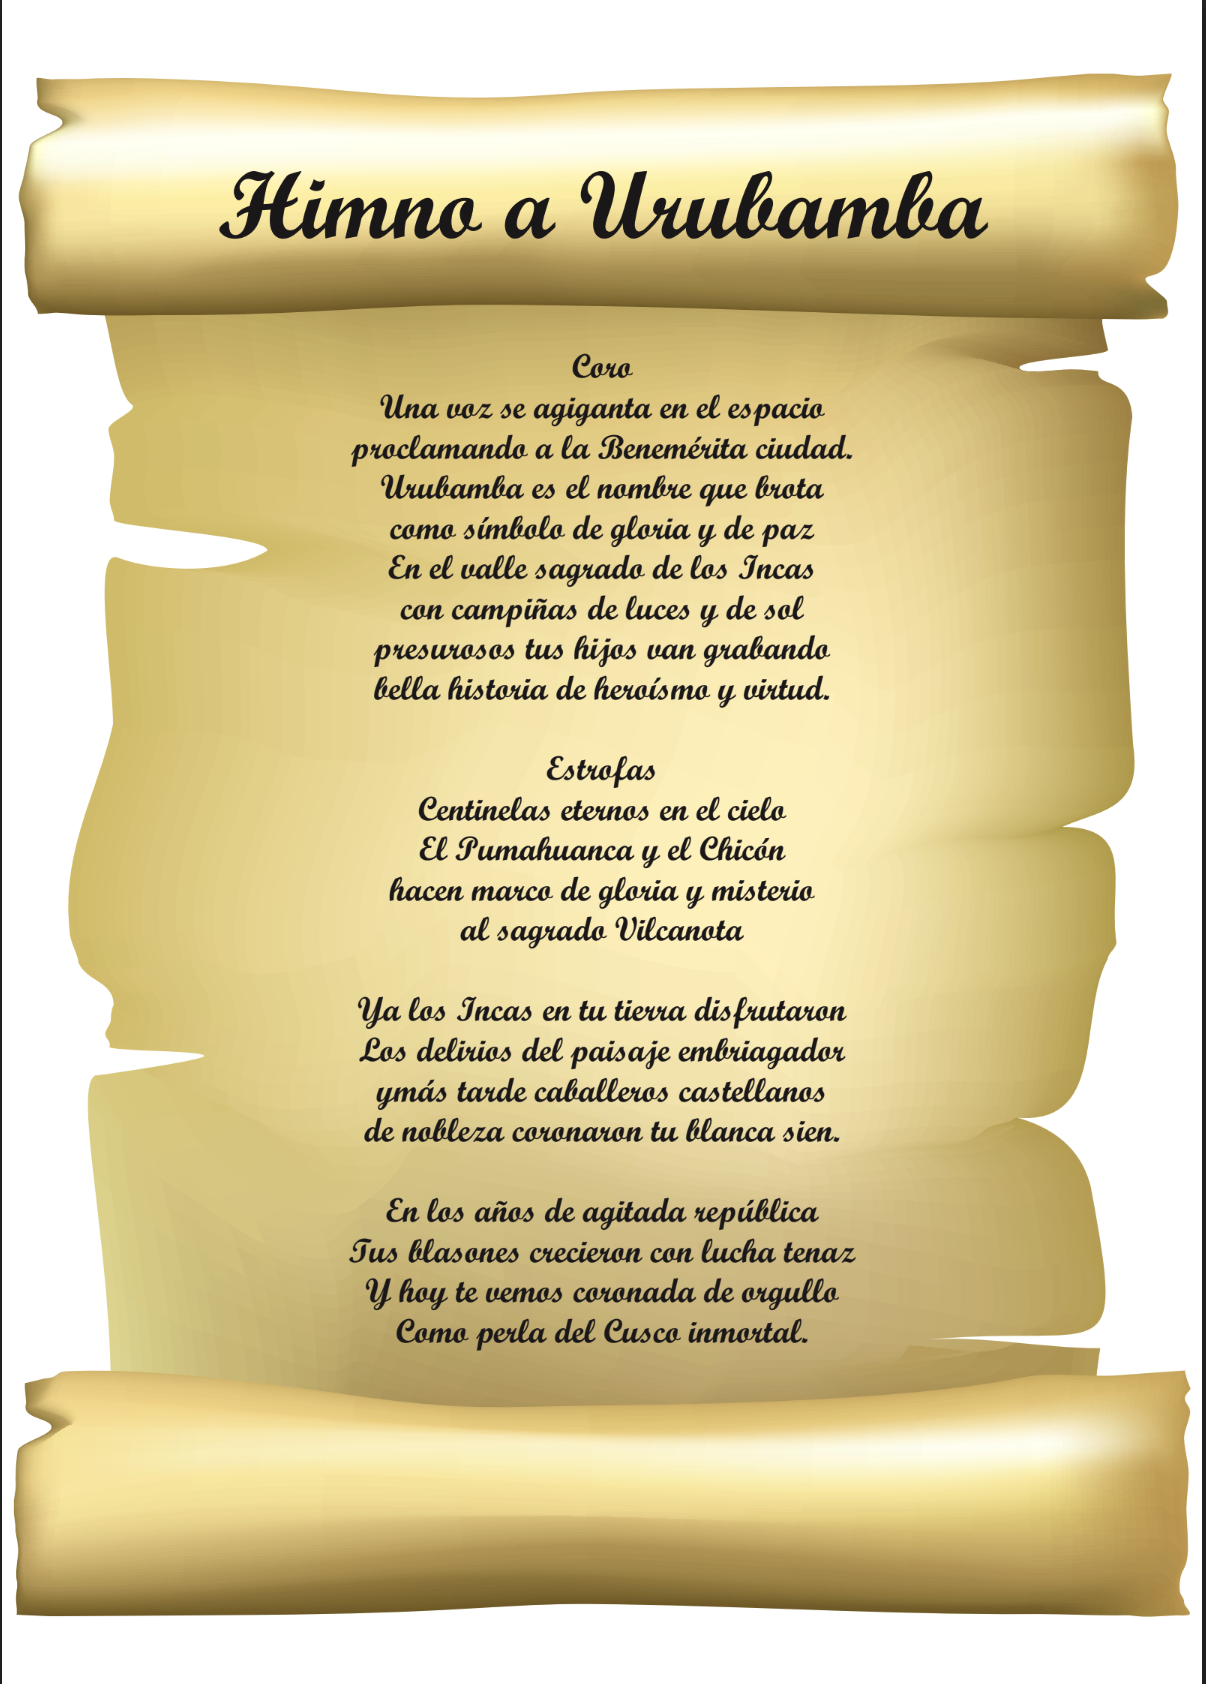 Himno a Urubamba
Coro
Una voz se agiganta en el espacio
proclamando a la Benemérita ciudad.
Urubamba es el nombre que brota
como símbolo de gloria y de paz
En el valle sagrado de los Incas
con campiñas de luces y de sol
presurosos tus hijos van grabando
bella historia de heroísmo y virtud.
Estrofas
Centinelas eternos en el cielo
El Pumahuanca y el Chicón
hacen marco de gloria y misterio
al sagrado Vilcanota
Ya los Incas en tu tierra disfrutaron
Los delirios del paisaje embriagador
ymás tarde caballeros castellanos
de nobleza coronaron tu blanca sien.
En los años de agitada república
Tus blasones crecieron con lucha tenaz
Y hoy te vemos coronada de orgullo
Como perla del Cusco inmortal.